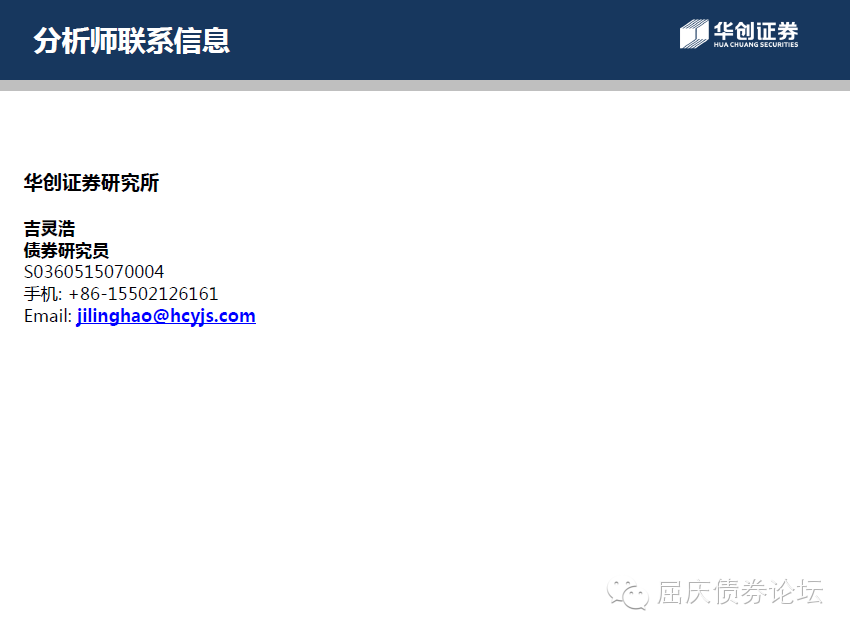 分析师联系信息
华创证券
HUA CHUANG SECURITIES
华创证券研究所
吉灵浩
债券研究员
S0360515070004
手机: +86-15502126161
Email: jilinghao@hcyjs.com
屈庆债券论坛